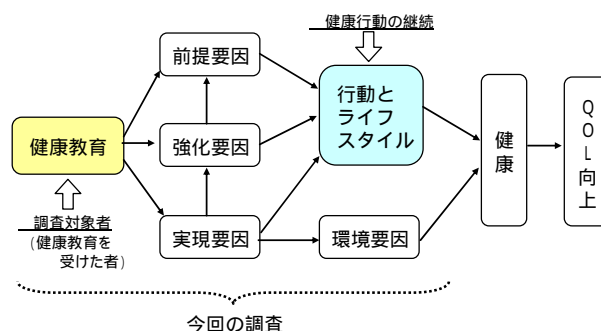 健康行動の継続
前提要因
行動と
ライフ
スタイル
健康教育
強化要因
健康
QOL向上
調査対象者
(健康教育を
受けた者)
実現要因
環境要因
今回の調査